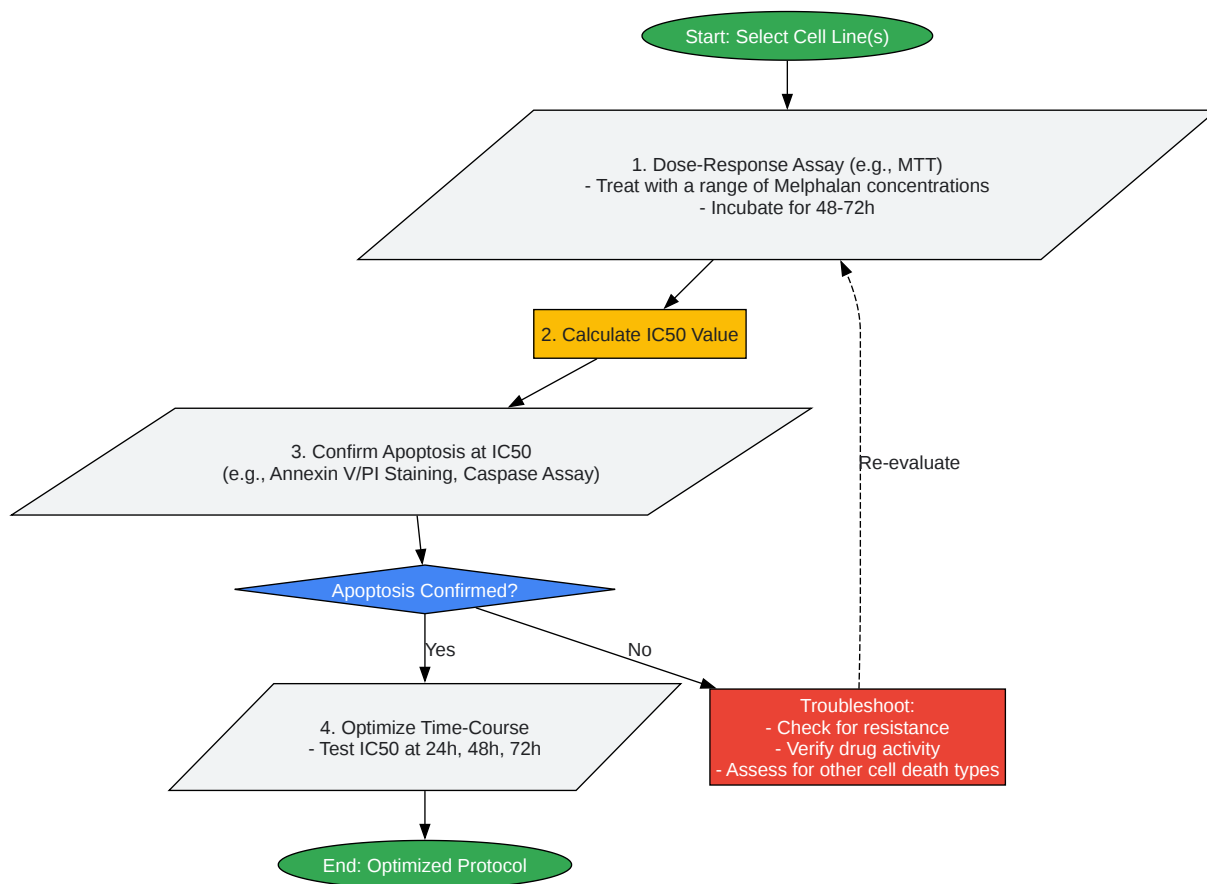 Start: Select Cell Line(s)
1. Dose-Response Assay (e.g., MTT)
- Treat with a range of Melphalan concentrations
- Incubate for 48-72h
2. Calculate IC50 Value
3. Confirm Apoptosis at IC50
(e.g., Annexin V/PI Staining, Caspase Assay)
Re-evaluate
Apoptosis Confirmed?
Yes
No
4. Optimize Time-Course
- Test IC50 at 24h, 48h, 72h
Troubleshoot:
- Check for resistance
- Verify drug activity
- Assess for other cell death types
End: Optimized Protocol